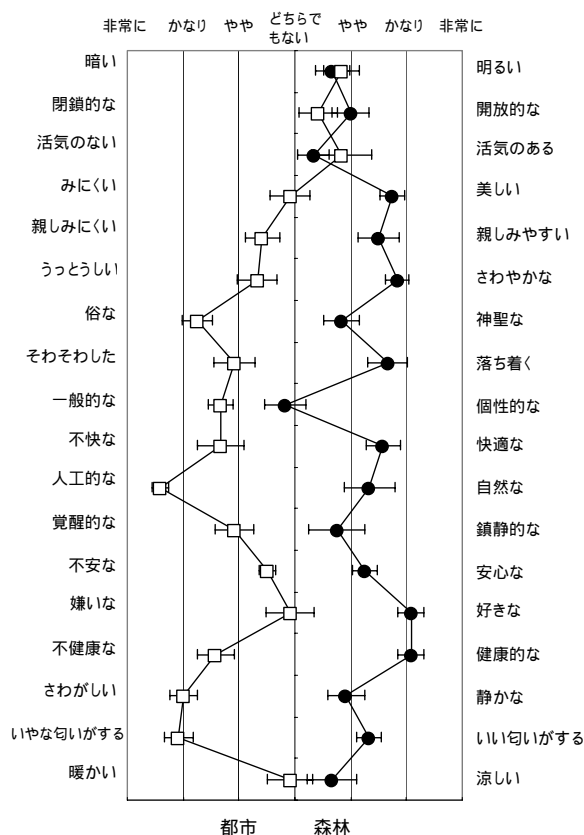 非常に かなり やや どちらで やや かなり 非常に
もない
暗い 明るい
閉鎖的な 開放的な
活気のない 活気のある
みにくい 美しい
親しみにくい 親しみやすい
うっとうしい さわやかな
俗な 神聖な
そわそわした 落ち着く
一般的な 個性的な
不快な 快適な
人工的な 自然な
覚醒的な 鎮静的な
不安な 安心な
嫌いな 好きな
不健康な 健康的な
さわがしい 静かな
いやな匂いがする いい匂いがする
暖かい 涼しい
都市 森林